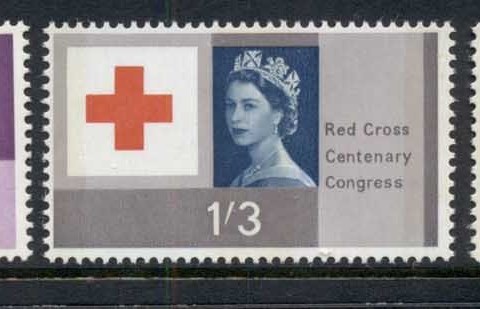 Red Cross
Centenary
Congress
1/3